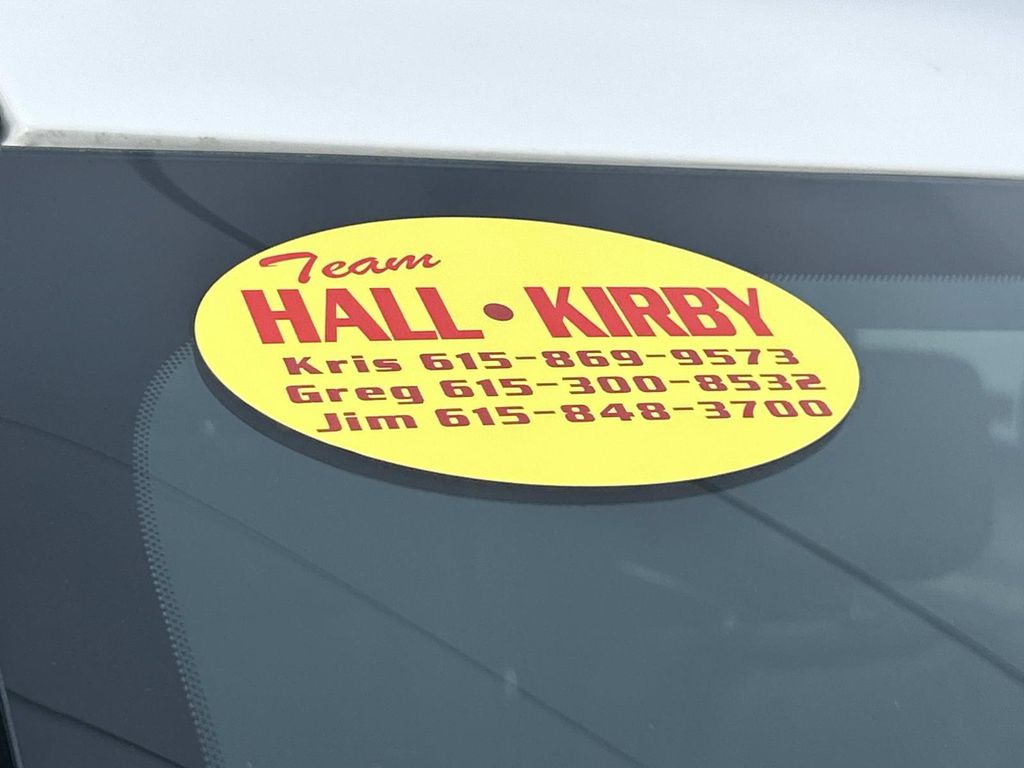 Team
HALL • KIRBY
Kris 615-869-9573
Greg 615-300-8532
Jim 615-848-3700